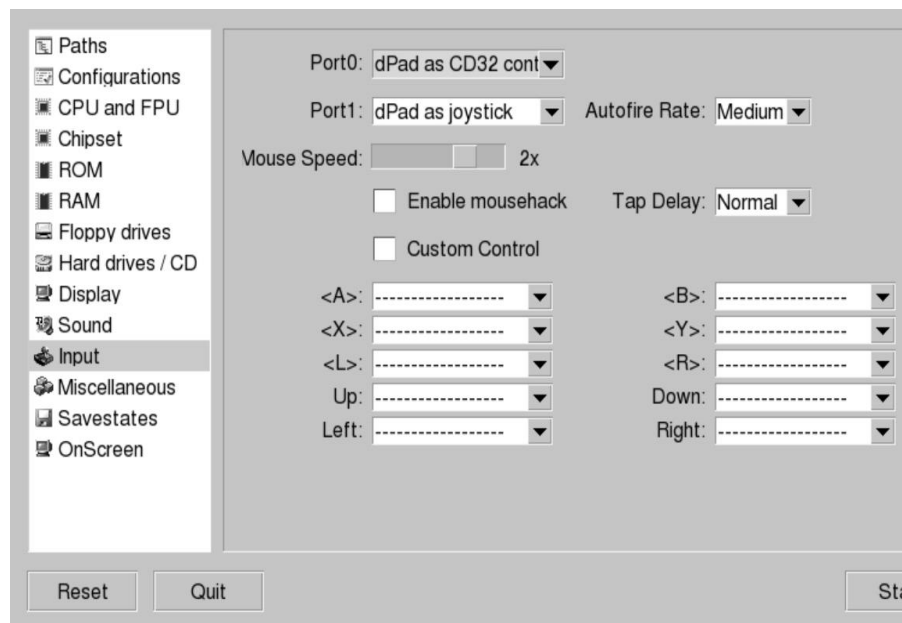 Paths
Configurations
CPU and FPU
Chipset
ROM
RAM
Floppy drives
Hard drives / CD
Display
Sound
Input
Miscellaneous
Savestates
OnScreen
Port0: dPad as CD32 cont
Port1: dPad as joystick Autofire Rate: Medium
Mouse Speed: 2x
Enable mousehack Tap Delay: Normal
Custom Control
<A>: ------------------ <B>: ------------------
<X>: ------------------ <Y>: ------------------
<L>: ------------------ <R>: ------------------
Up: ------------------ Down: ------------------
Left: ------------------ Right: ------------------
Reset Quit Sta